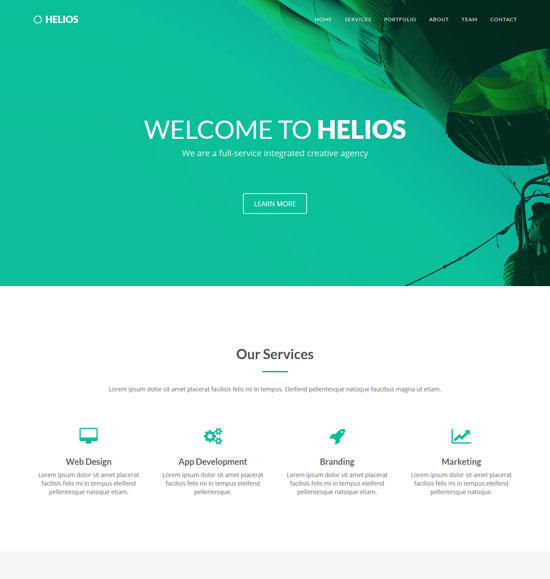 HELIOS
HOME SERVICES PORTFOLIO ABOUT TEAM CONTACT
WELCOME TO HELIOS
We are a full-service integrated creative agency
LEARN MORE
Our Services
Lorem ipsum dolor sit amet placerat facilisis felis mi in tempus. Eleifend pellentesque natoque faucibus magna ut etiam.
Web Design
Lorem ipsum dolor sit amet placerat
facilisis felis mi in tempus eleifend
pellentesque natoque etiam.
App Development
Lorem ipsum dolor sit amet placerat
facilisis felis mi in tempus eleifend
pellentesque.
Branding
Lorem ipsum dolor sit amet placerat
facilisis felis mi in tempus eleifend
pellentesque natoque etiam.
Marketing
Lorem ipsum dolor sit amet placerat
facilisis felis mi in tempus eleifend
pellentesque natoque.